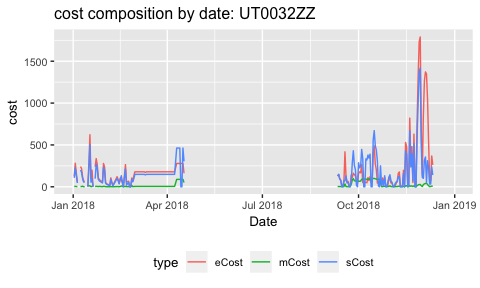 cost composition by date: UT0032ZZ
cost
1500
1000
500
0
Jan 2018 Apr 2018 Jul 2018 Oct 2018 Jan 2019
Date
type eCost mCost sCost